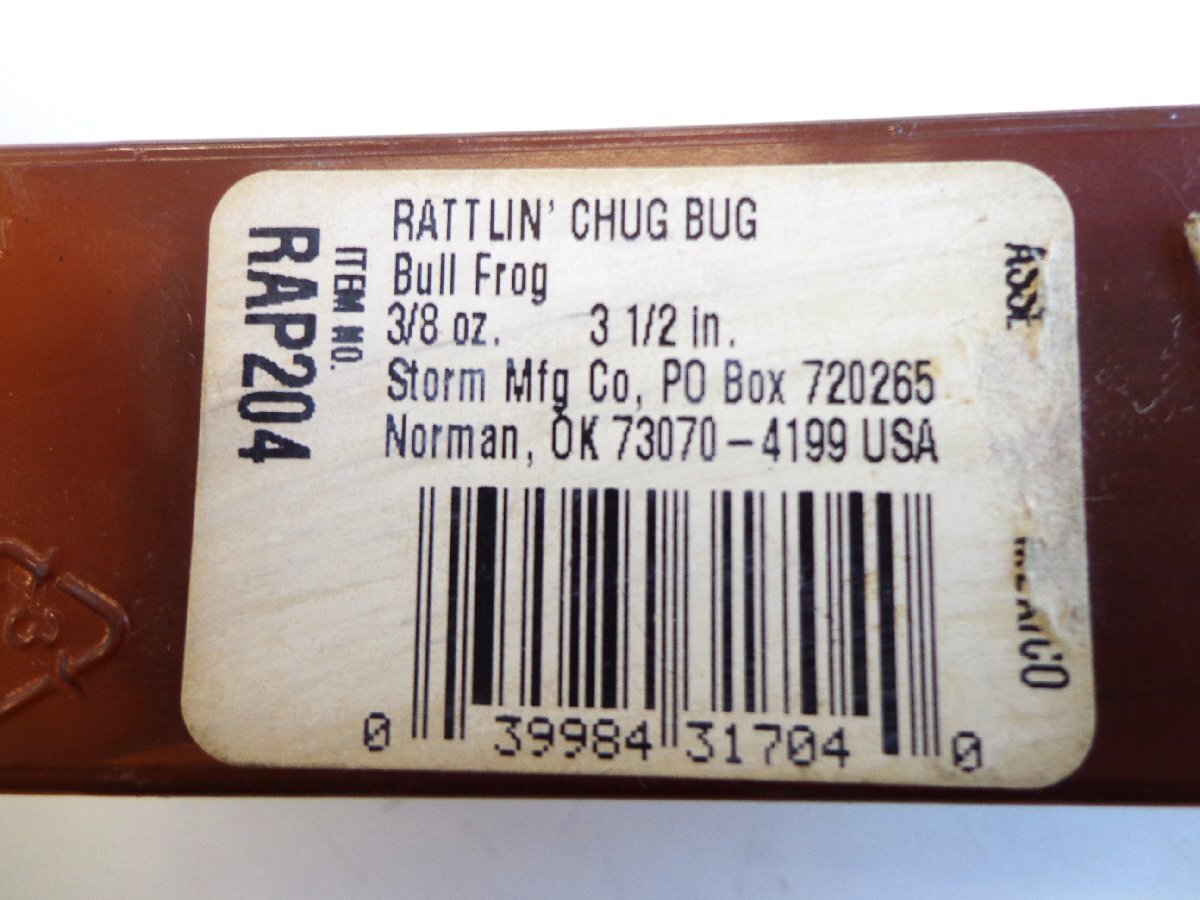 RATTLIN' CHUG BUG
Bull Frog
3/8 oz. 3 1/2 in.
Storm Mfg Co, PO Box 720265
Norman, OK 73070-4199 USA
ITEM NO.
RAP204
0 39984 31704 0